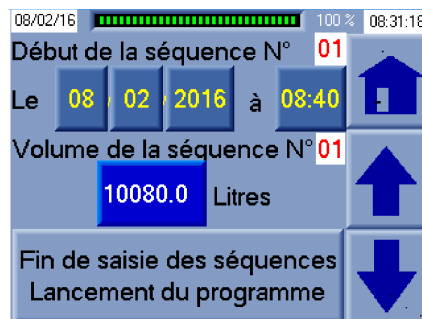 08/02/16 100 % 08:31:18
Début de la séquence N° 01
Le 08 / 02 / 2016 à 08:40
Volume de la séquence N° 01
10080.0 Litres
Fin de saisie des séquences
Lancement du programme